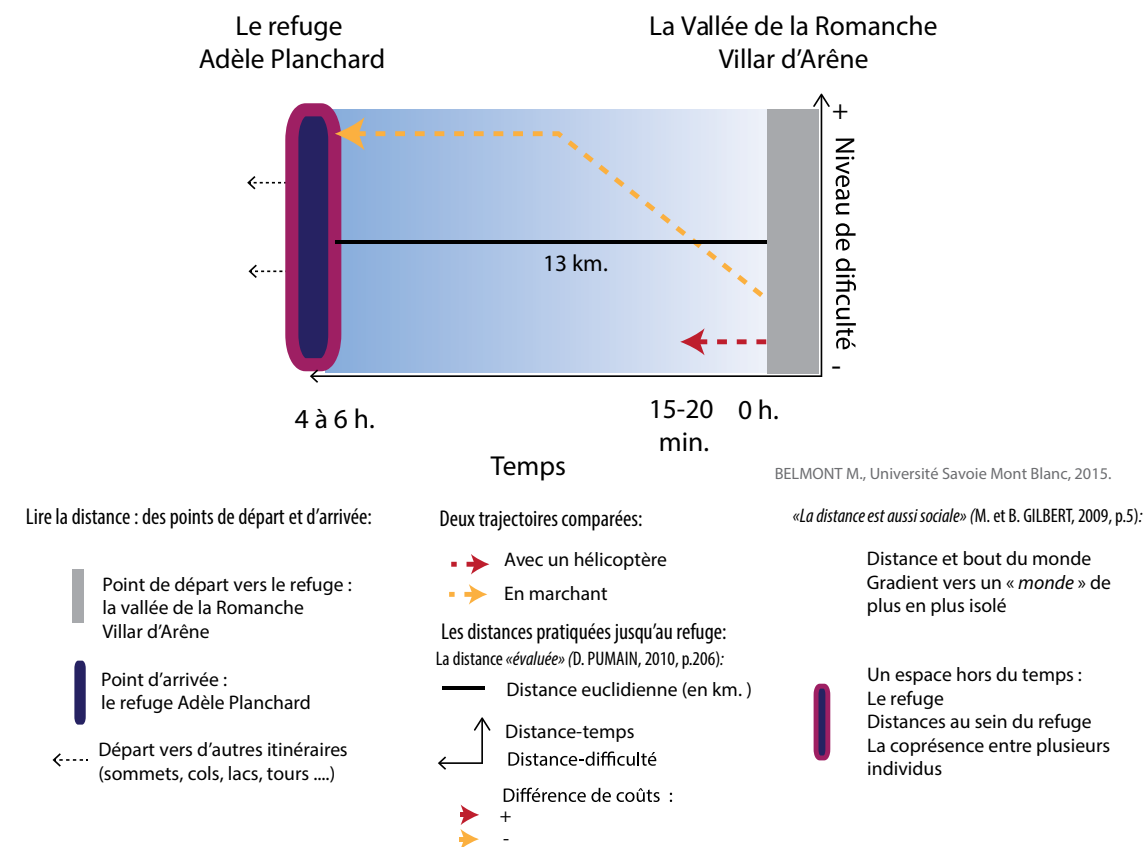 Le refuge
Adèle Planchard
La Vallée de la Romanche
Villar d'Arêne
+
Niveau de difficulté
-
13 km.
4 à 6 h.
15-20
min.
0 h.
Temps
BELMONT M., Université Savoie Mont Blanc, 2015.
Lire la distance : des points de départ et d'arrivée:
Point de départ vers le refuge :
la vallée de la Romanche
Villar d'Arêne
Point d'arrivée :
le refuge Adèle Planchard
Départ vers d'autres itinéraires
(sommets, cols, lacs, tours ....)
Deux trajectoires comparées:
Avec un hélicoptère
En marchant
Les distances pratiquées jusqu'au refuge:
La distance «évaluée» (D. PUMAIN, 2010, p.206):
Distance euclidienne (en km. )
Distance-temps
Distance-difficulté
Différence de coûts :
+
-
«La distance est aussi sociale» (M. et B. GILBERT, 2009, p.5):
Distance et bout du monde
Gradient vers un « monde » de
plus en plus isolé
Un espace hors du temps :
Le refuge
Distances au sein du refuge
La coprésence entre plusieurs
individus